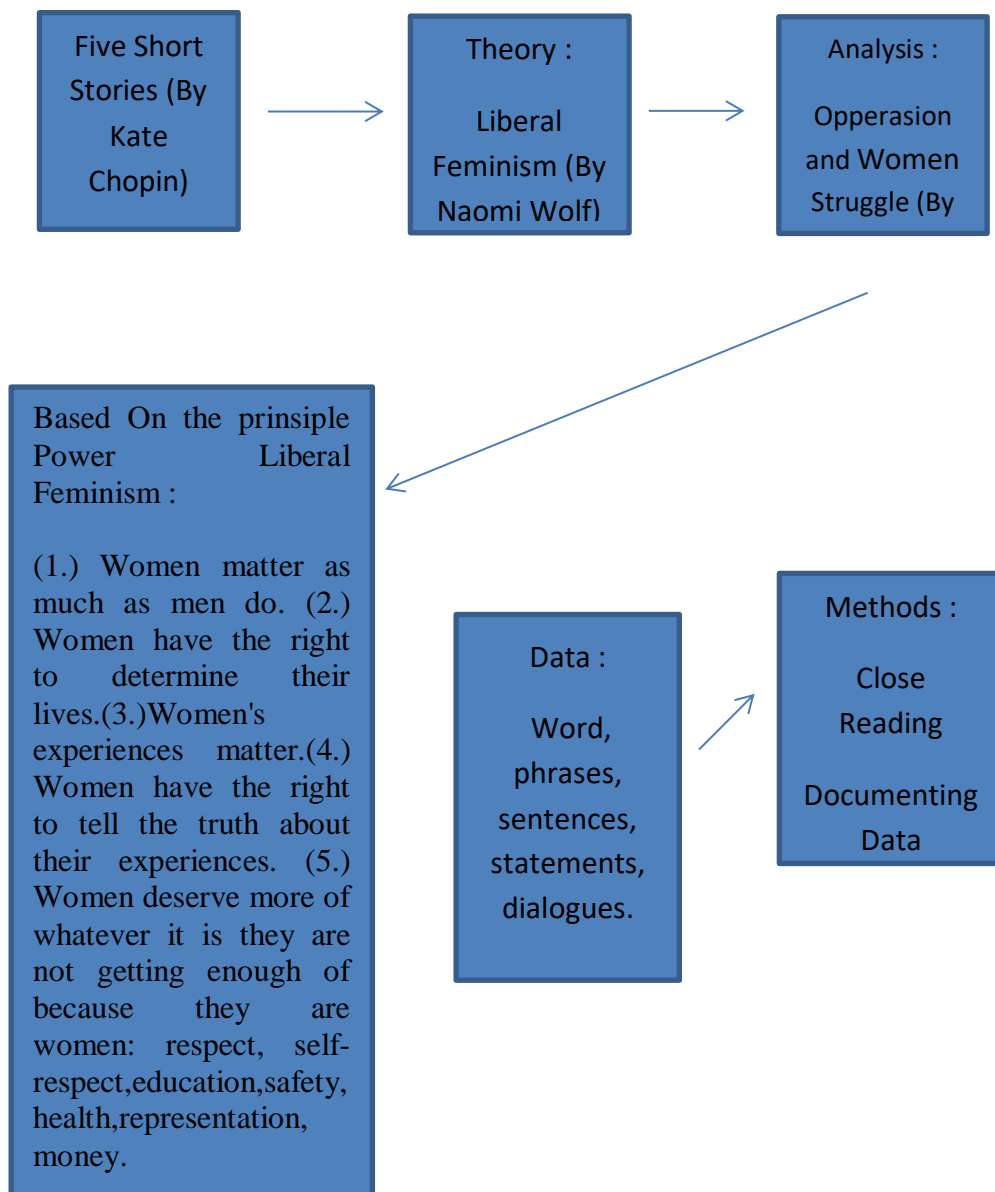 Five Short
Stories (By
Kate
Chopin)
Theory :
Liberal
Feminism (By
Naomi Wolf)
Analysis :
Opperasion
and Women
Struggle (By
Based On the prinsiple
Power Liberal
Feminism :
(1.) Women matter as
much as men do. (2.)
Women have the right
to determine their
lives.(3.)Women's
experiences matter.(4.)
Women have the right
to tell the truth about
their experiences. (5.)
Women deserve more of
whatever it is they are
not getting enough of
because they are
women: respect, self-
respect,education,safety,
health,representation,
money.
Data :
Word,
phrases,
sentences,
statements,
dialogues.
Methods :
Close
Reading
Documenting
Data